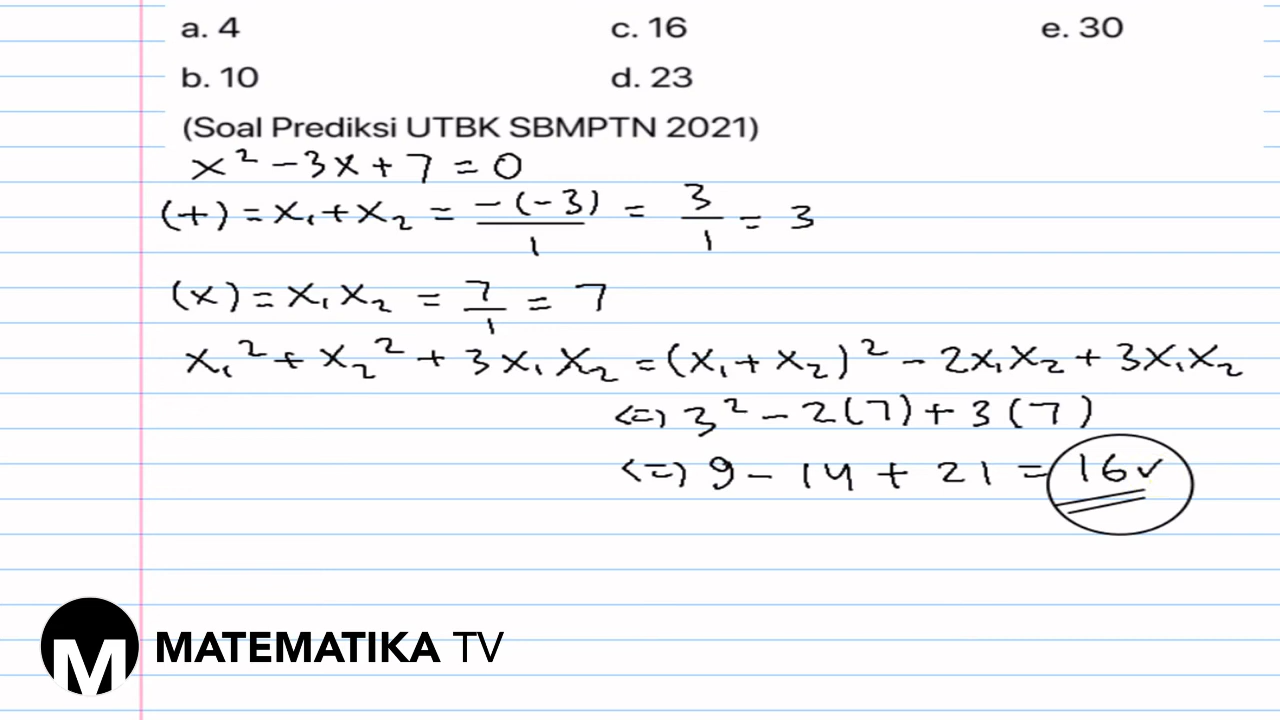 a. 4 c. 16 e. 30
b. 10 d. 23
(Soal Prediksi UTBK SBMPTN 2021)
x² - 3x + 7 = 0
(+) = x₁ + x₂ = -(-3)/1 = 3/1 = 3
(x) = x₁x₂ = 7/1 = 7
x₁² + x₂² + 3x₁x₂ = (x₁ + x₂)² - 2x₁x₂ + 3x₁x₂
<=> 3² - 2(7) + 3(7)
<=> 9 - 14 + 21 = 16✓
M MATEMATIKA TV